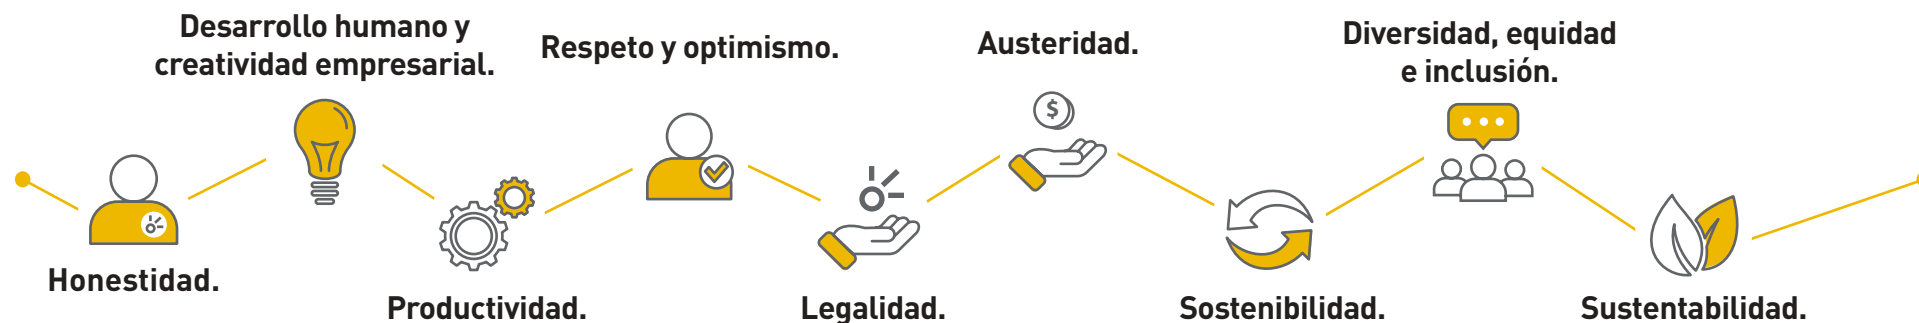 Honestidad.
Desarrollo humano y
creatividad empresarial.
Productividad.
Respeto y optimismo.
Legalidad.
Austeridad.
$
Sostenibilidad.
Diversidad, equidad
e inclusión.
Sustentabilidad.